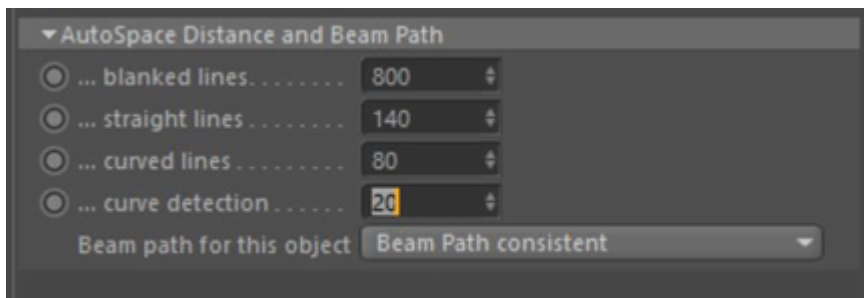 AutoSpace Distance and Beam Path
... blanked lines. . . . . . . . 800
... straight lines . . . . . . . . 140
... curved lines . . . . . . . . . 80
... curve detection . . . . . . 20
Beam path for this object Beam Path consistent